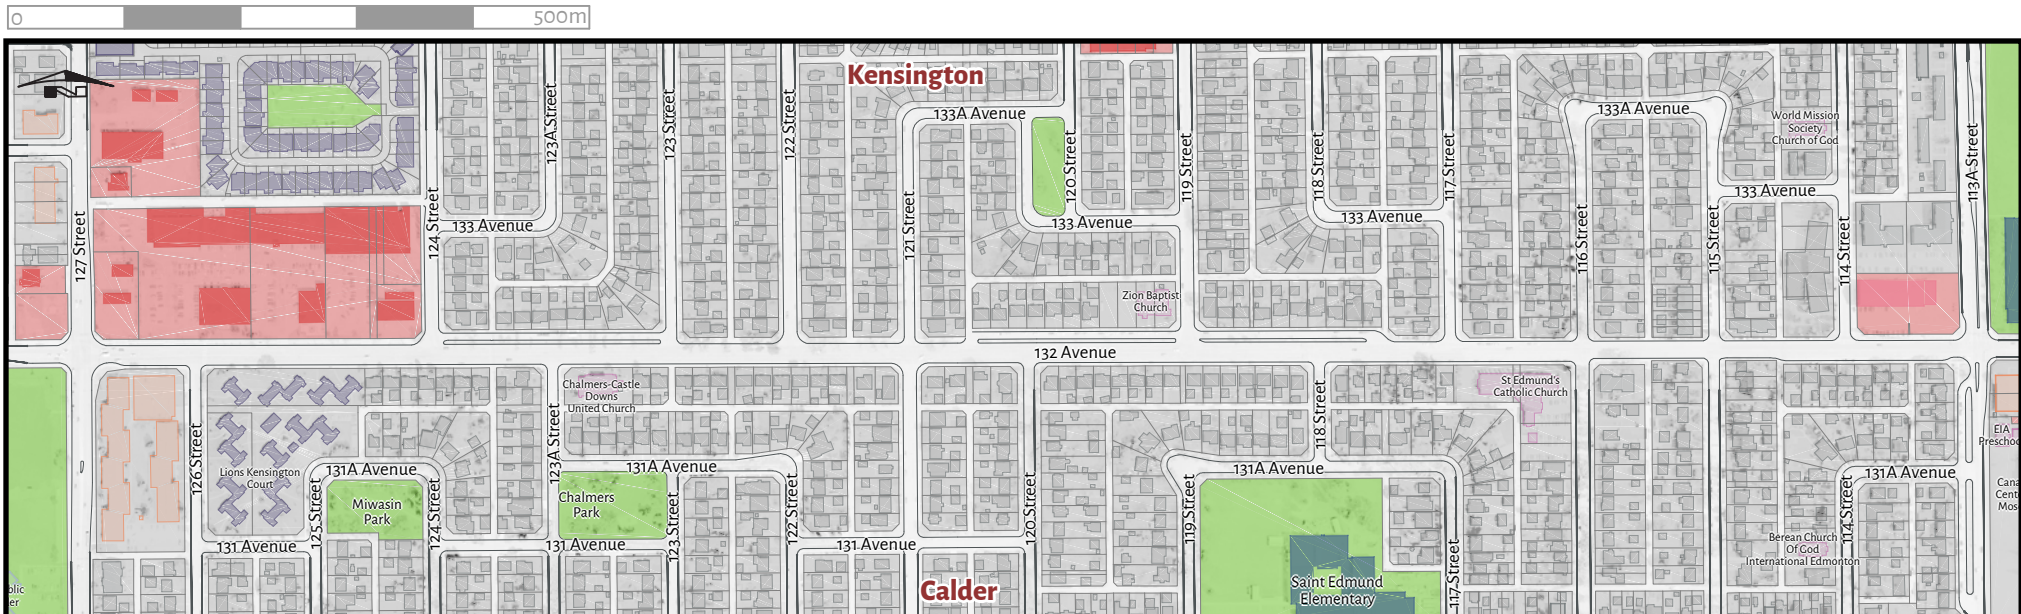 0
500m
Kensington
133A Avenue
133A Avenue
World Mission
Society
Church of God
123A Street
123 Street
122 Street
120 Street
119 Street
118 Street
117 Street
113A Street
133 Avenue
127 Street
124 Street
133 Avenue
121 Street
133 Avenue
133 Avenue
116 Street
115 Street
114 Street
Zion Baptist
Church
132 Avenue
Chalmers-Castle
Downs
United Church
St Edmund's
Catholic Church
118 Street
126 Street
123A Street
EIA
Preschoo
131A Avenue
131A Avenue
131A Avenue
131A Avenue
Lions Kensington
Court
Miwasin
Park
Chalmers
Park
125 Street
124 Street
123 Street
122 Street
120 Street
119 Street
114 Street
Cana
Cent
Mos
131 Avenue
131 Avenue
131 Avenue
Berean Church
Of God
International Edmonton
117 Street
Calder
Saint Edmund
Elementary
blic
er